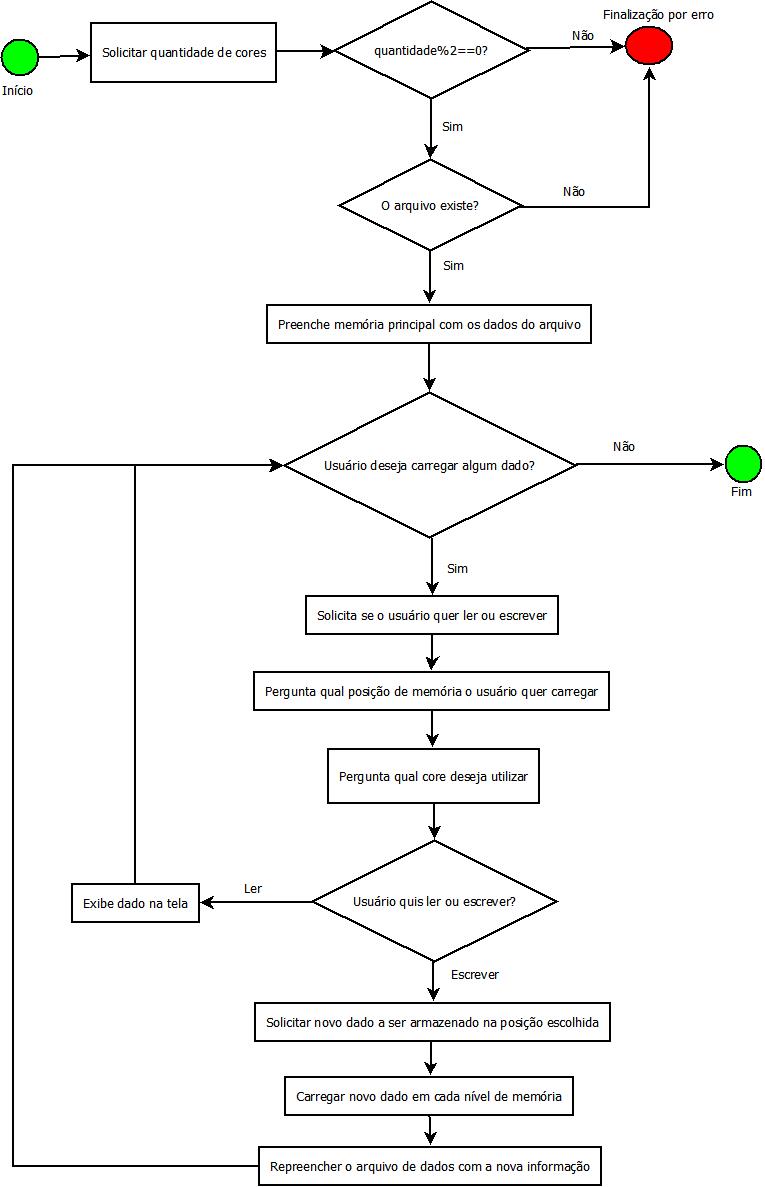 Finalização por erro
Início
Solicitar quantidade de cores
quantidade%2==0?
Não
Sim
O arquivo existe?
Não
Sim
Preenche memória principal com os dados do arquivo
Usuário deseja carregar algum dado?
Não
Fim
Sim
Solicita se o usuário quer ler ou escrever
Pergunta qual posição de memória o usuário quer carregar
Pergunta qual core deseja utilizar
Usuário quis ler ou escrever?
Ler
Exibe dado na tela
Escrever
Solicitar novo dado a ser armazenado na posição escolhida
Carregar novo dado em cada nível de memória
Repreencher o arquivo de dados com a nova informação